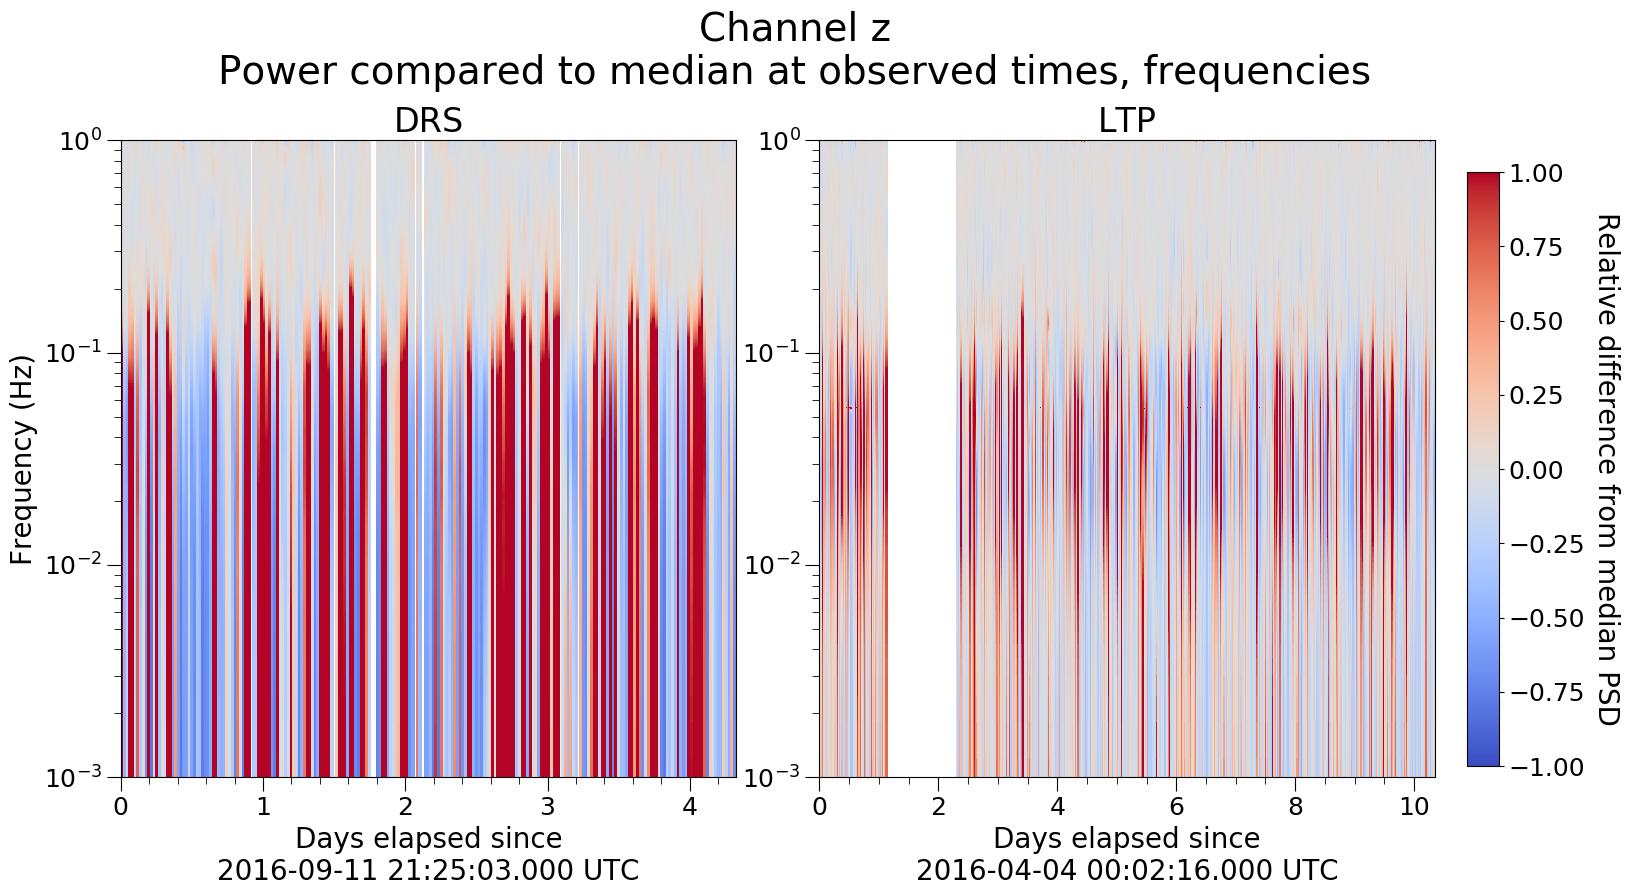 Channel z
Power compared to median at observed times, frequencies
DRS
LTP
Frequency (Hz)
10⁰
10⁻¹
10⁻²
10⁻³
0 1 2 3 4
Days elapsed since
2016-09-11 21:25:03.000 UTC
10⁰
10⁻¹
10⁻²
10⁻³
0 2 4 6 8 10
Days elapsed since
2016-04-04 00:02:16.000 UTC
1.00
0.75
0.50
0.25
0.00
−0.25
−0.50
−0.75
−1.00
Relative difference from median PSD